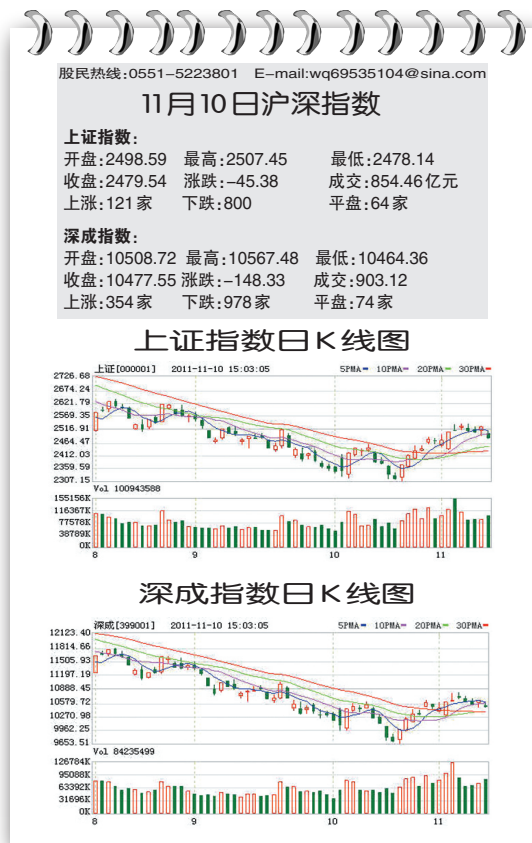 股民热线:0551-5223801 E-mail:wq69535104@sina.com
11月10日沪深指数
上证指数:
开盘:2498.59 最高:2507.45 最低:2478.14
收盘:2479.54 涨跌:-45.38 成交:854.46亿元
上涨:121家 下跌:800 平盘:64家
深成指数:
开盘:10508.72 最高:10567.48 最低:10464.36
收盘:10477.55 涨跌:-148.33 成交:903.12
上涨:354家 下跌:978家 平盘:74家
上证指数日K线图
上证[000001] 2011-11-10 15:03:05 5PMA 10PMA 20PMA 30PMA
2726.68
2674.24
2621.79
2569.35
2516.91
2464.47
2412.03
2359.59
2307.15
Vol 100943588
155156K
116367K
77578K
38789K
0K
8 9 10 11
深成指数日K线图
深成[399001] 2011-11-10 15:03:05 5PMA 10PMA 20PMA 30PMA
12123.40
11814.66
11505.93
11197.19
10888.45
10579.72
10270.98
9962.25
9653.51
Vol 84235499
126784K
95088K
63392K
31696K
0K
8 9 10 11